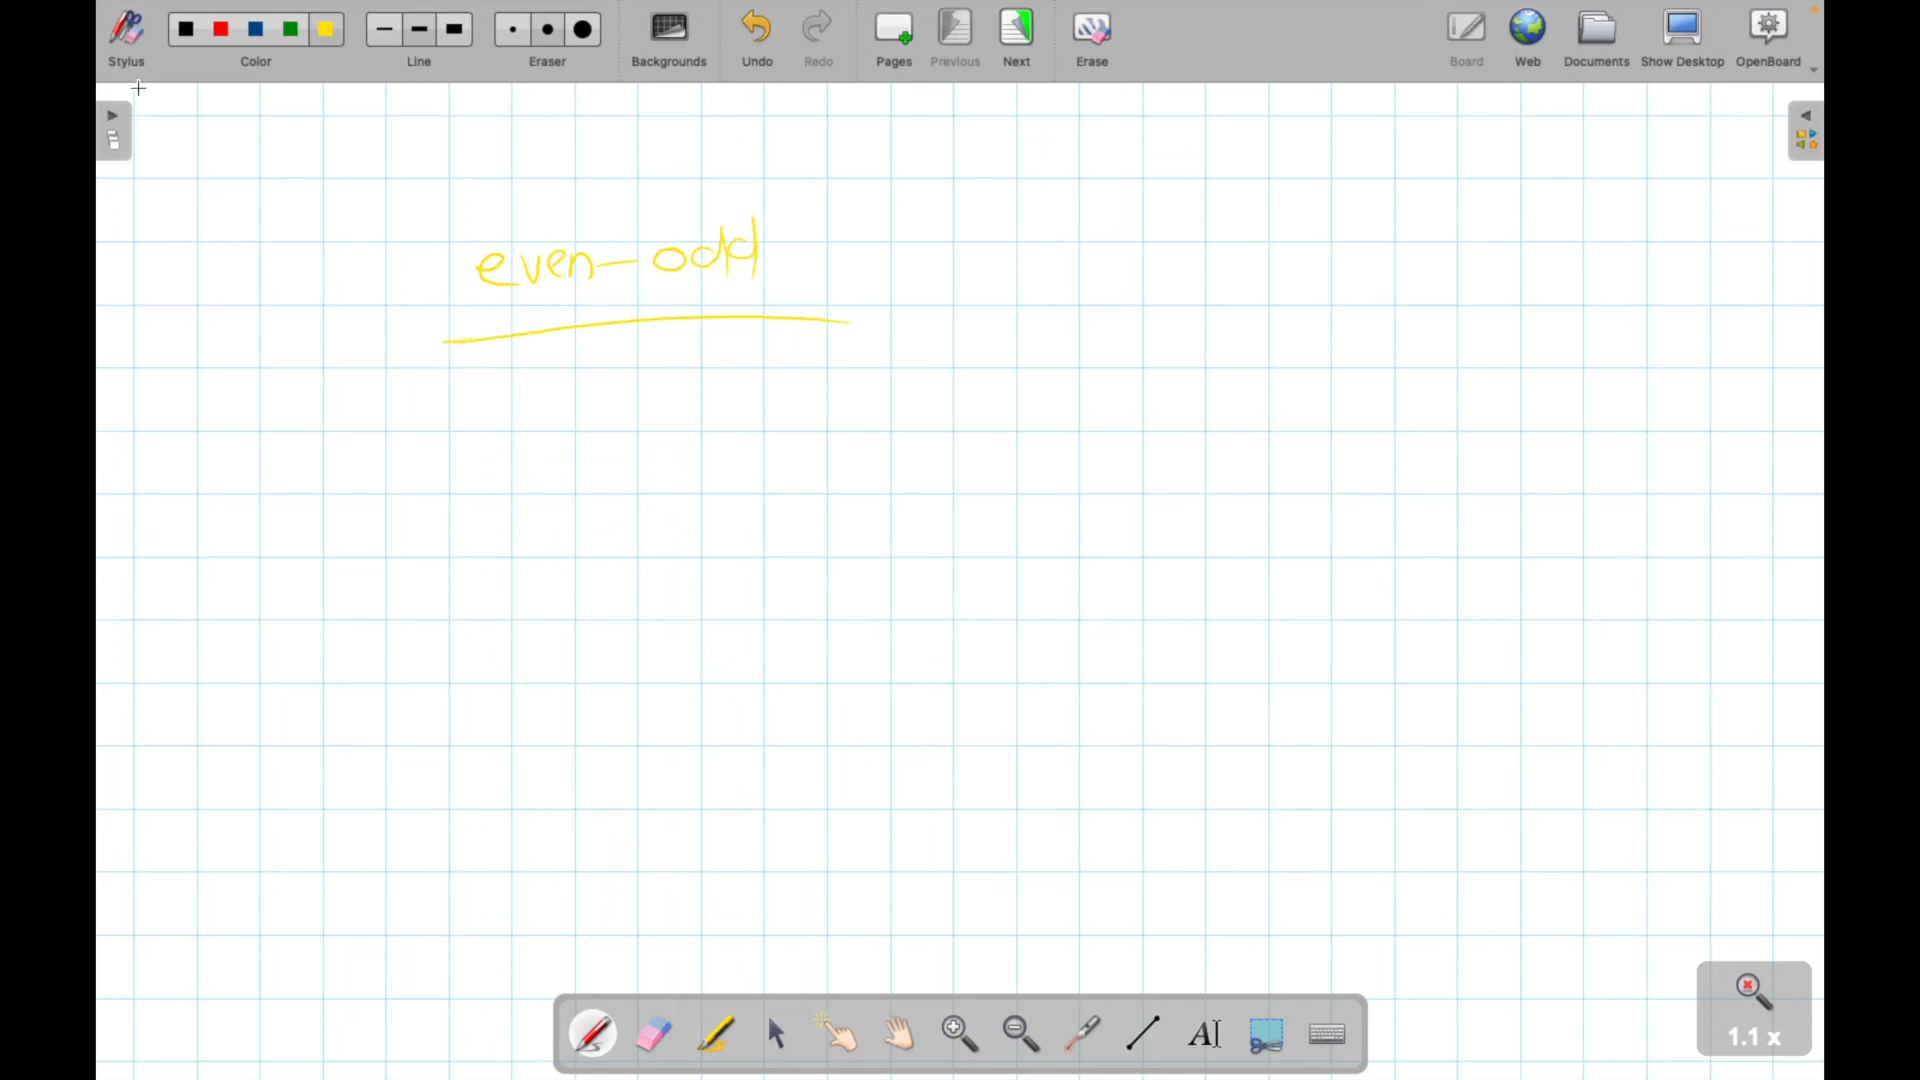 Stylus Color Line Eraser Backgrounds Undo Redo Pages Previous Next Erase Board Web Documents Show Desktop OpenBoard
even-odd
1.1 x